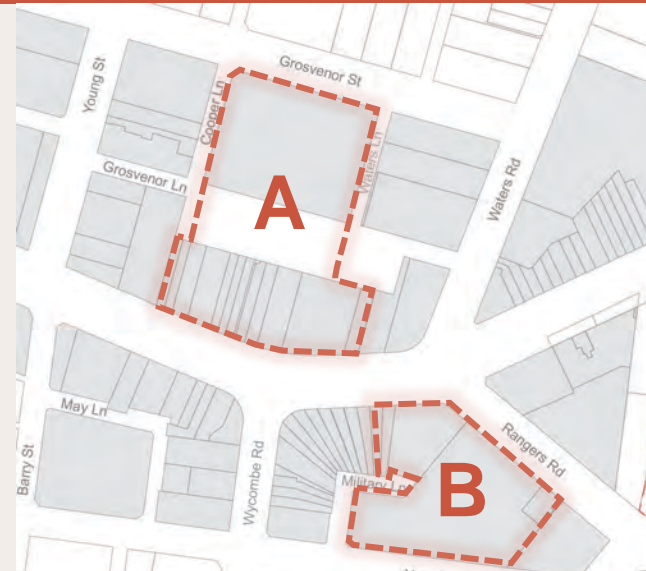 Grosvenor St
Young St
Cooper Ln
Waters Ln
Grosvenor Ln
Waters Rd
A
May Ln
Barry St
Wycombe Rd
Rangers Rd
Military Ln
B